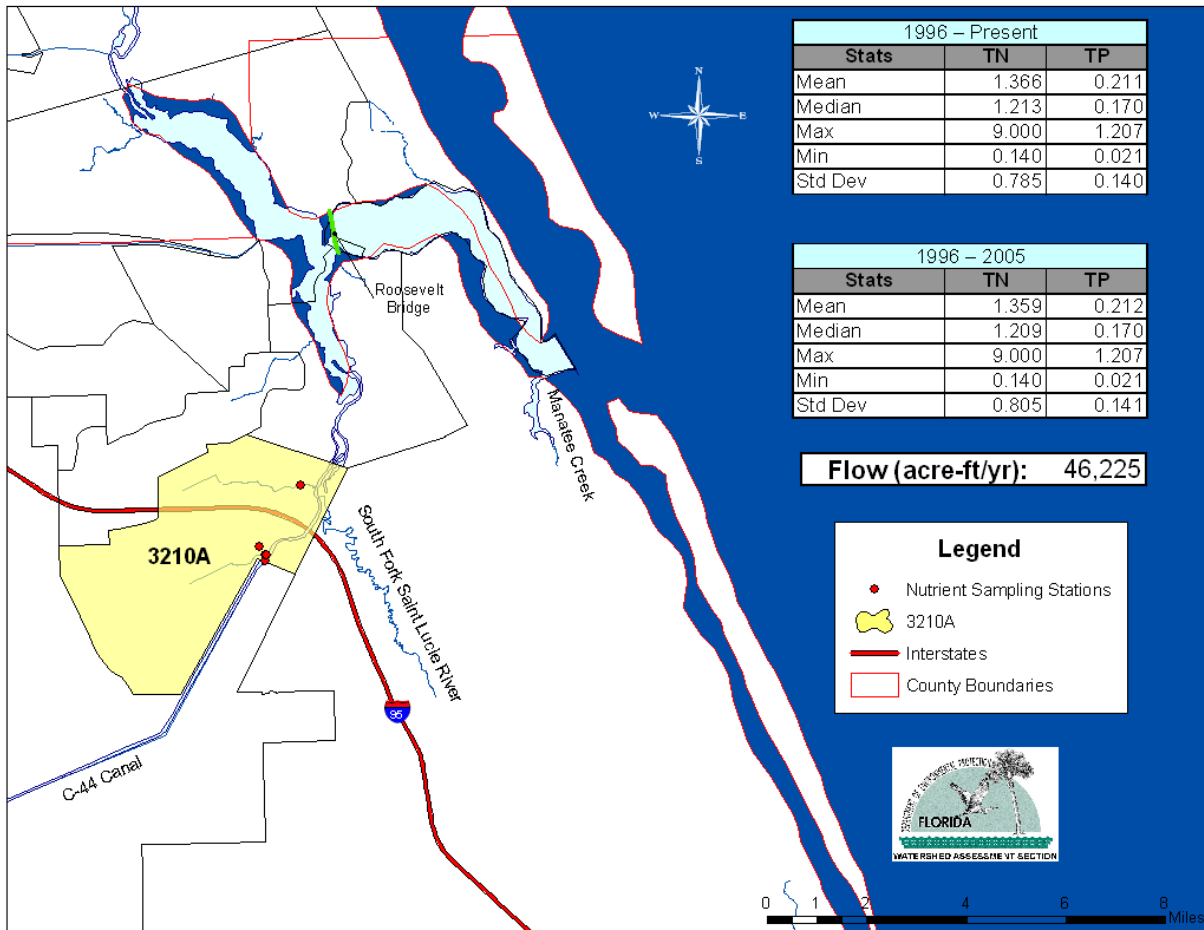 1996 – Present
Stats TN TP
Mean 1.366 0.211
Median 1.213 0.170
Max 9.000 1.207
Min 0.140 0.021
Std Dev 0.785 0.140
N
W E
S
1996 – 2005
Stats TN TP
Mean 1.359 0.212
Median 1.209 0.170
Max 9.000 1.207
Min 0.140 0.021
Std Dev 0.805 0.141
Roosevelt
Bridge
Manatee Creek
Flow (acre-ft/yr): 46,225
3210A
South Fork Saint Lucie River
95
C-44 Canal
Legend
Nutrient Sampling Stations
3210A
Interstates
County Boundaries
DEPARTMENT OF ENVIRONMENTAL PROTECTION
FLORIDA
WATERSHED ASSESSMENT SECTION
0 1 2 4 6 8
Miles